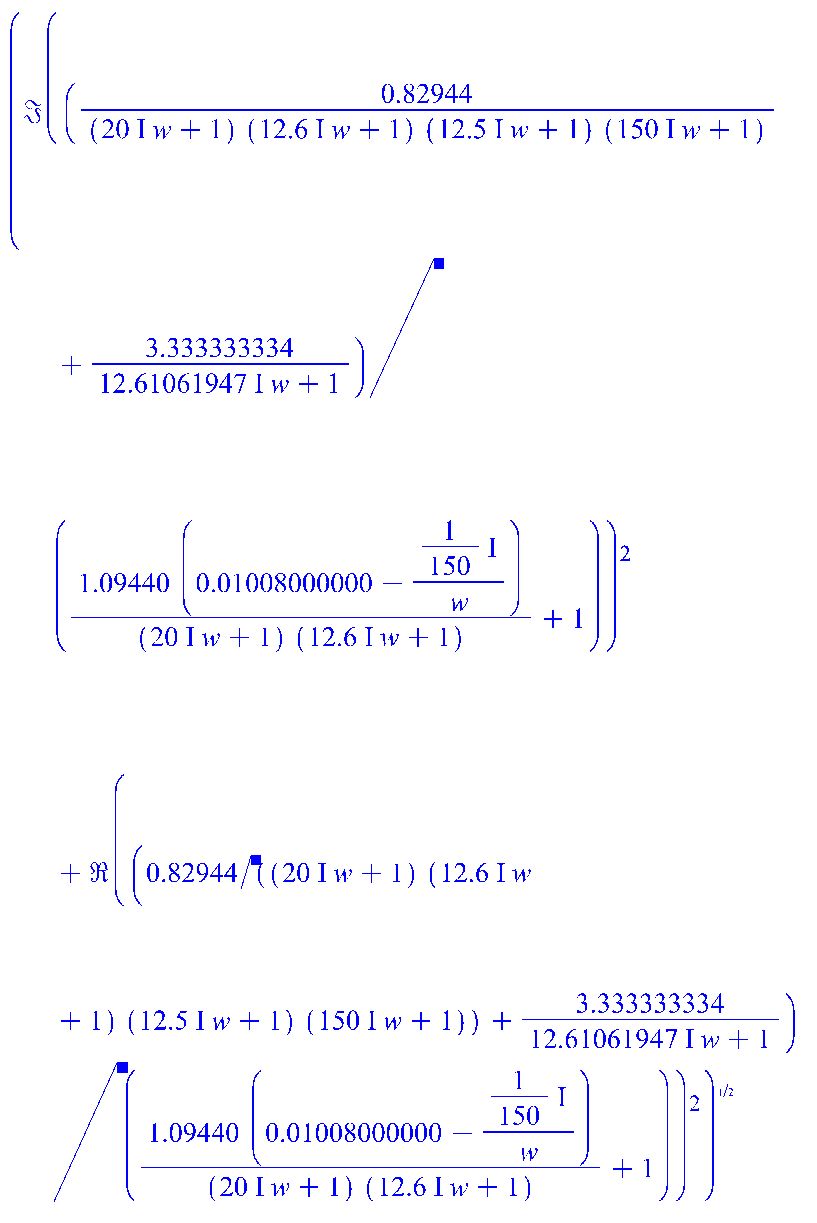 ( ℑ ( ( 0.82944 / (20 I w + 1) (12.6 I w + 1) (12.5 I w + 1) (150 I w + 1)
+ 3.333333334 / 12.61061947 I w + 1 ) /
( 1.09440 ( 0.01008000000 − 1/150 I / w ) / (20 I w + 1) (12.6 I w + 1) + 1 ) )²
+ ℜ ( ( 0.82944 / ((20 I w + 1) (12.6 I w
+ 1) (12.5 I w + 1) (150 I w + 1)) + 3.333333334 / 12.61061947 I w + 1 )
/ ( 1.09440 ( 0.01008000000 − 1/150 I / w ) / (20 I w + 1) (12.6 I w + 1) + 1 ) )² ) 1/2